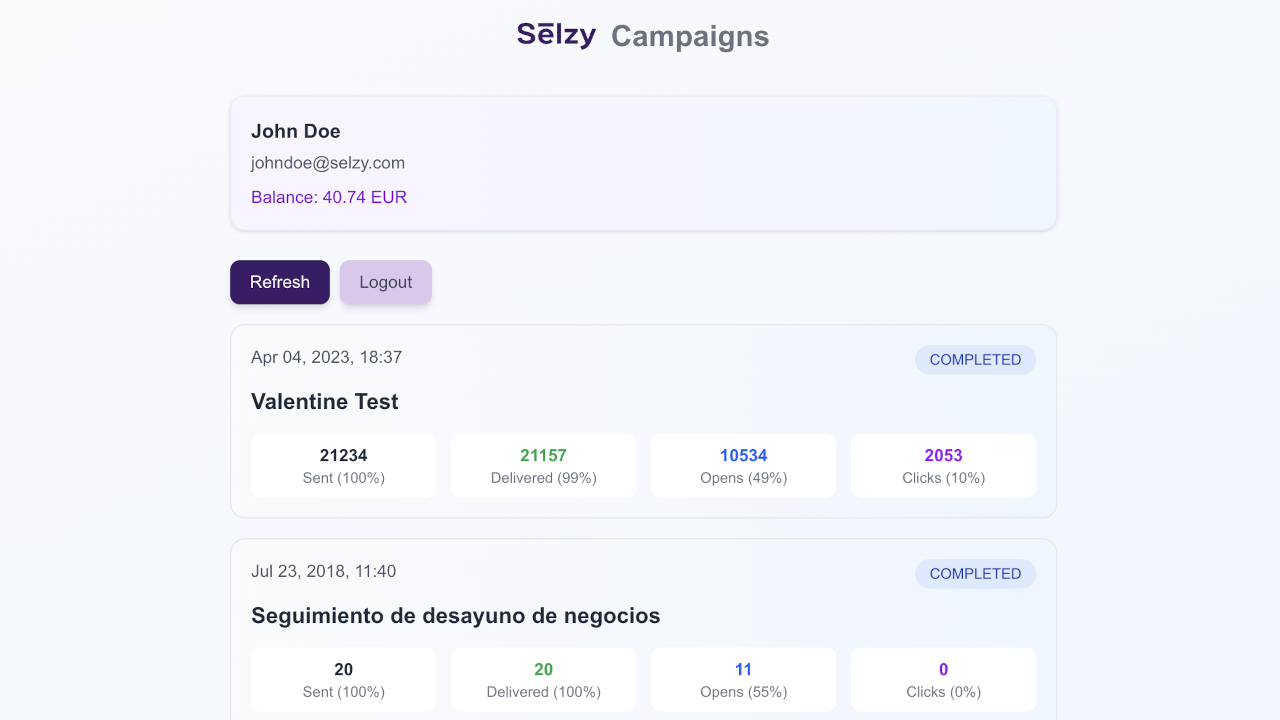 Sēlzy Campaigns
John Doe
johndoe@selzy.com
Balance: 40.74 EUR
Refresh Logout
Apr 04, 2023, 18:37 COMPLETED
Valentine Test
21234 21157 10534 2053
Sent (100%) Delivered (99%) Opens (49%) Clicks (10%)
Jul 23, 2018, 11:40 COMPLETED
Seguimiento de desayuno de negocios
20 20 11 0
Sent (100%) Delivered (100%) Opens (55%) Clicks (0%)